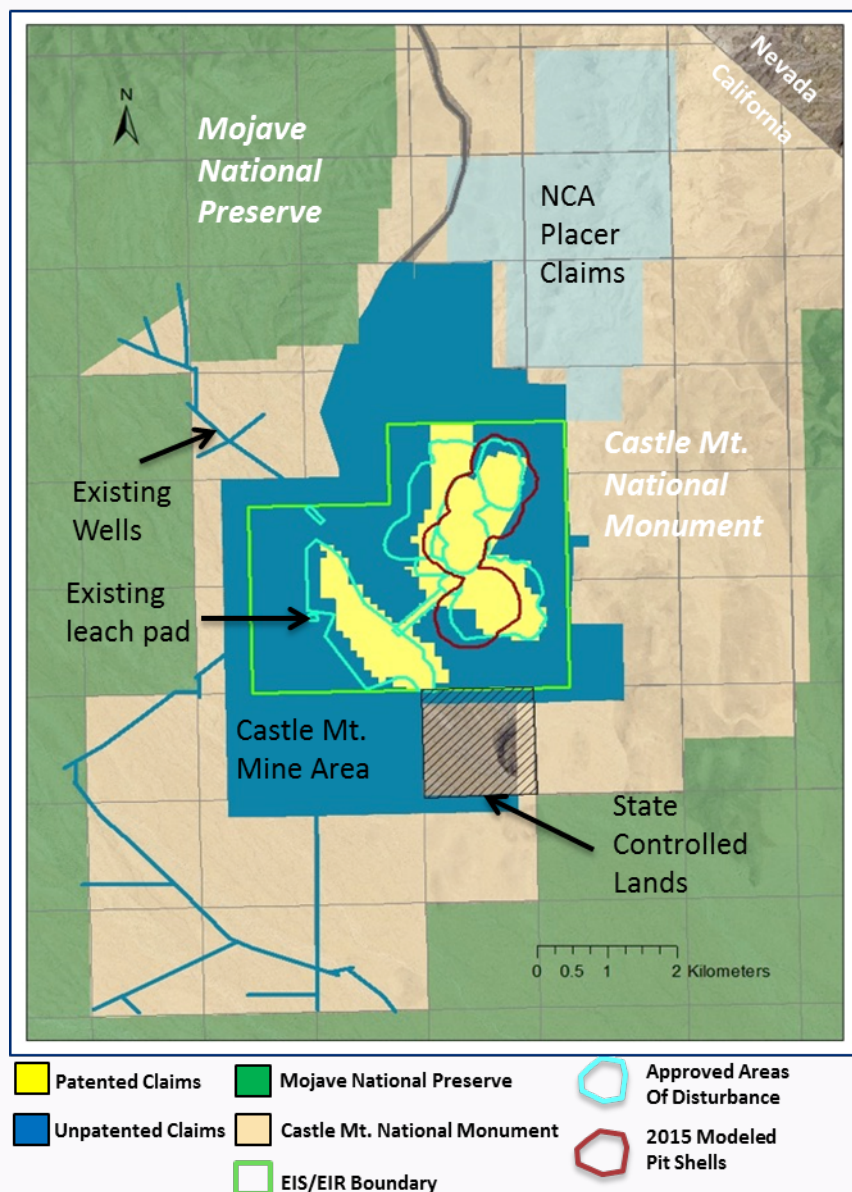 Nevada
California
N
Mojave
National
Preserve
NCA
Placer
Claims
Castle Mt.
National
Monument
Existing
Wells
Existing
leach pad
Castle Mt.
Mine Area
State
Controlled
Lands
0 0.5 1 2 Kilometers
Patented Claims
Mojave National Preserve
Approved Areas
Of Disturbance
Unpatented Claims
Castle Mt. National Monument
2015 Modeled
Pit Shells
EIS/EIR Boundary